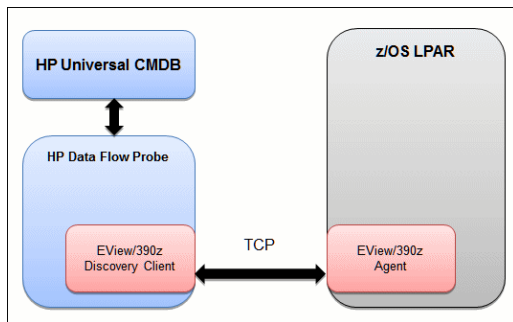 HP Universal CMDB
z/OS LPAR
HP Data Flow Probe
EView/390z
Discovery Client
TCP
EView/390z
Agent